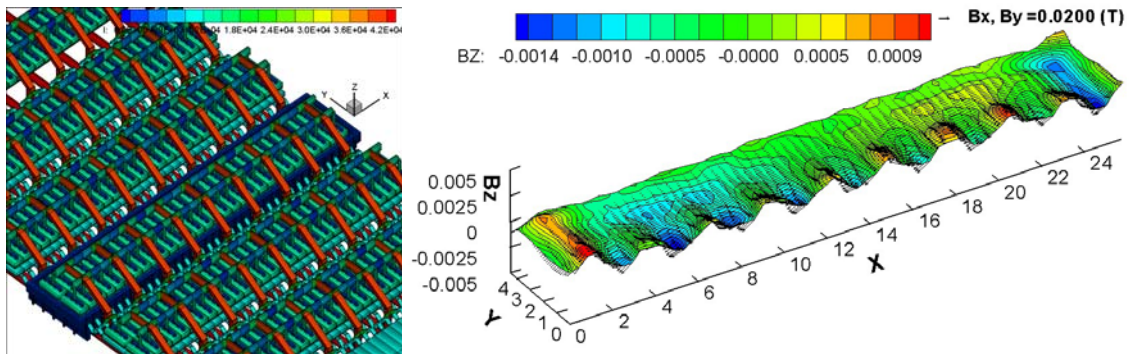 I:
1.8E+04 2.4E+04 3.0E+04 3.6E+04 4.2E+04
Z
Y X
Bx, By =0.0200 (T)
BZ: -0.0014 -0.0010 -0.0005 -0.0000 0.0005 0.0009
0.005
0.0025
0
-0.0025
-0.005
Bz
4
3
2
1
0
Y
0 2 4 6 8 10 12 14 16 18 20 22 24
X